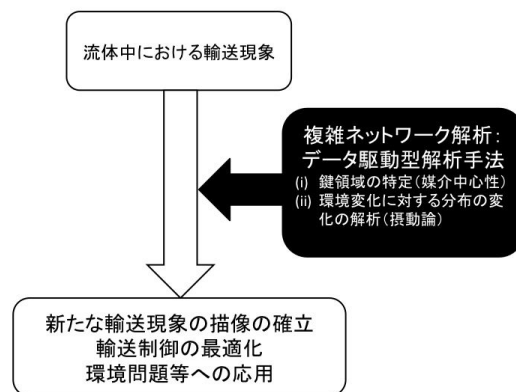 流体中における輸送現象
複雑ネットワーク解析：
データ駆動型解析手法
(i) 鍵領域の特定（媒介中心性）
(ii) 環境変化に対する分布の変
化の解析（摂動論）
新たな輸送現象の描像の確立
輸送制御の最適化
環境問題等への応用